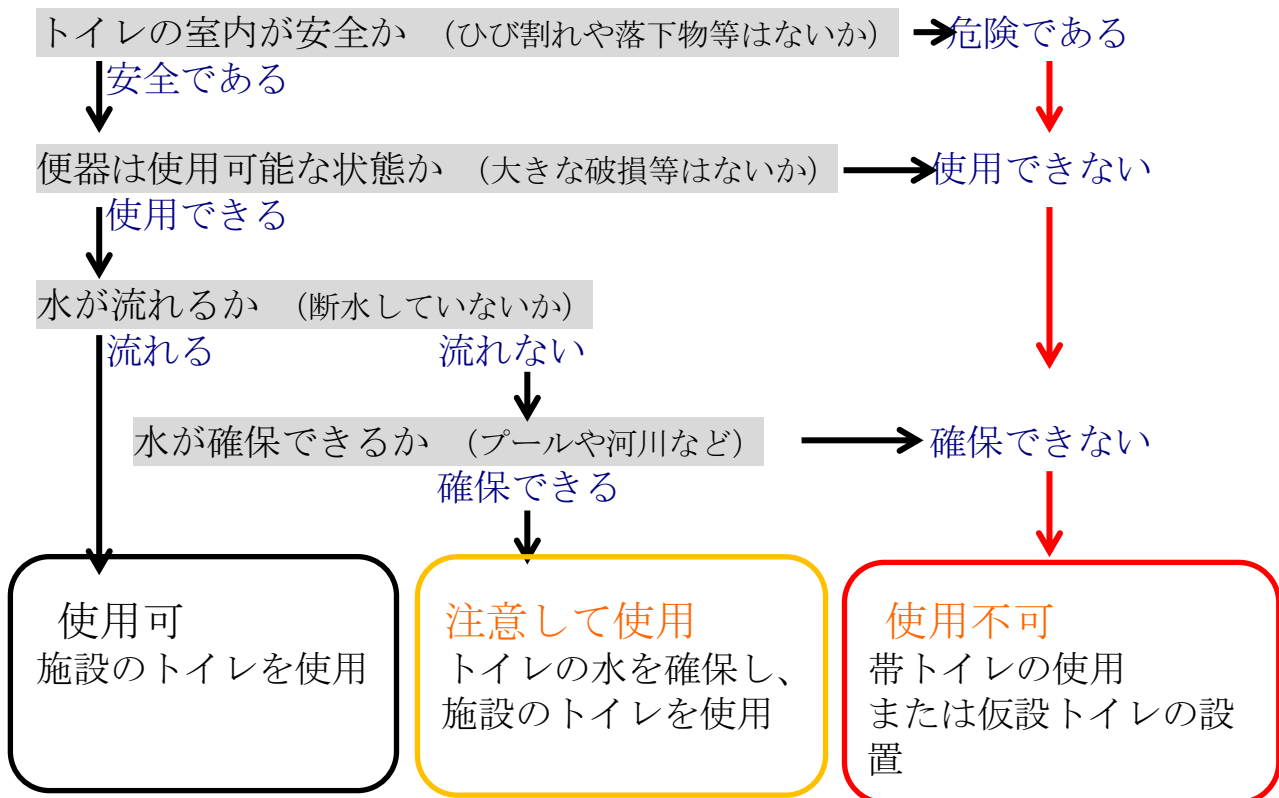 トイレの室内が安全か （ひび割れや落下物等はないか） 危険である
安全である
便器は使用可能な状態か （大きな破損等はないか） 使用できない
使用できる
水が流れるか （断水していないか）
流れる 流れない
水が確保できるか （プールや河川など） 確保できない
確保できる
使用可
施設のトイレを使用
注意して使用
トイレの水を確保し、
施設のトイレを使用
使用不可
帯トイレの使用
または仮設トイレの設
置